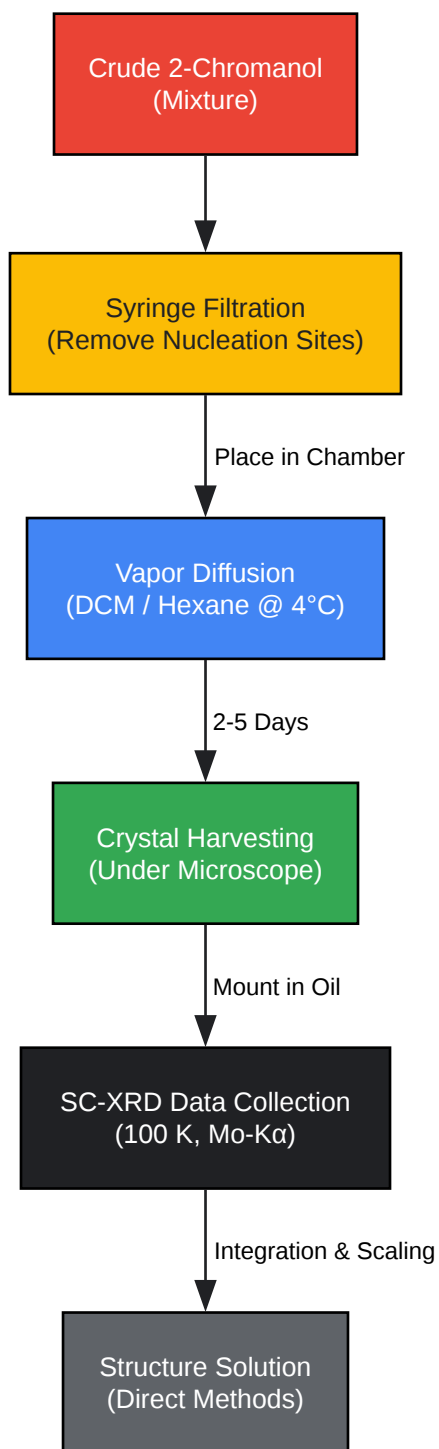 Crude 2-Chromanol
(Mixture)
Syringe Filtration
(Remove Nucleation Sites)
Place in Chamber
Vapor Diffusion
(DCM / Hexane @ 4°C)
2-5 Days
Crystal Harvesting
(Under Microscope)
Mount in Oil
SC-XRD Data Collection
(100 K, Mo-Kα)
Integration & Scaling
Structure Solution
(Direct Methods)